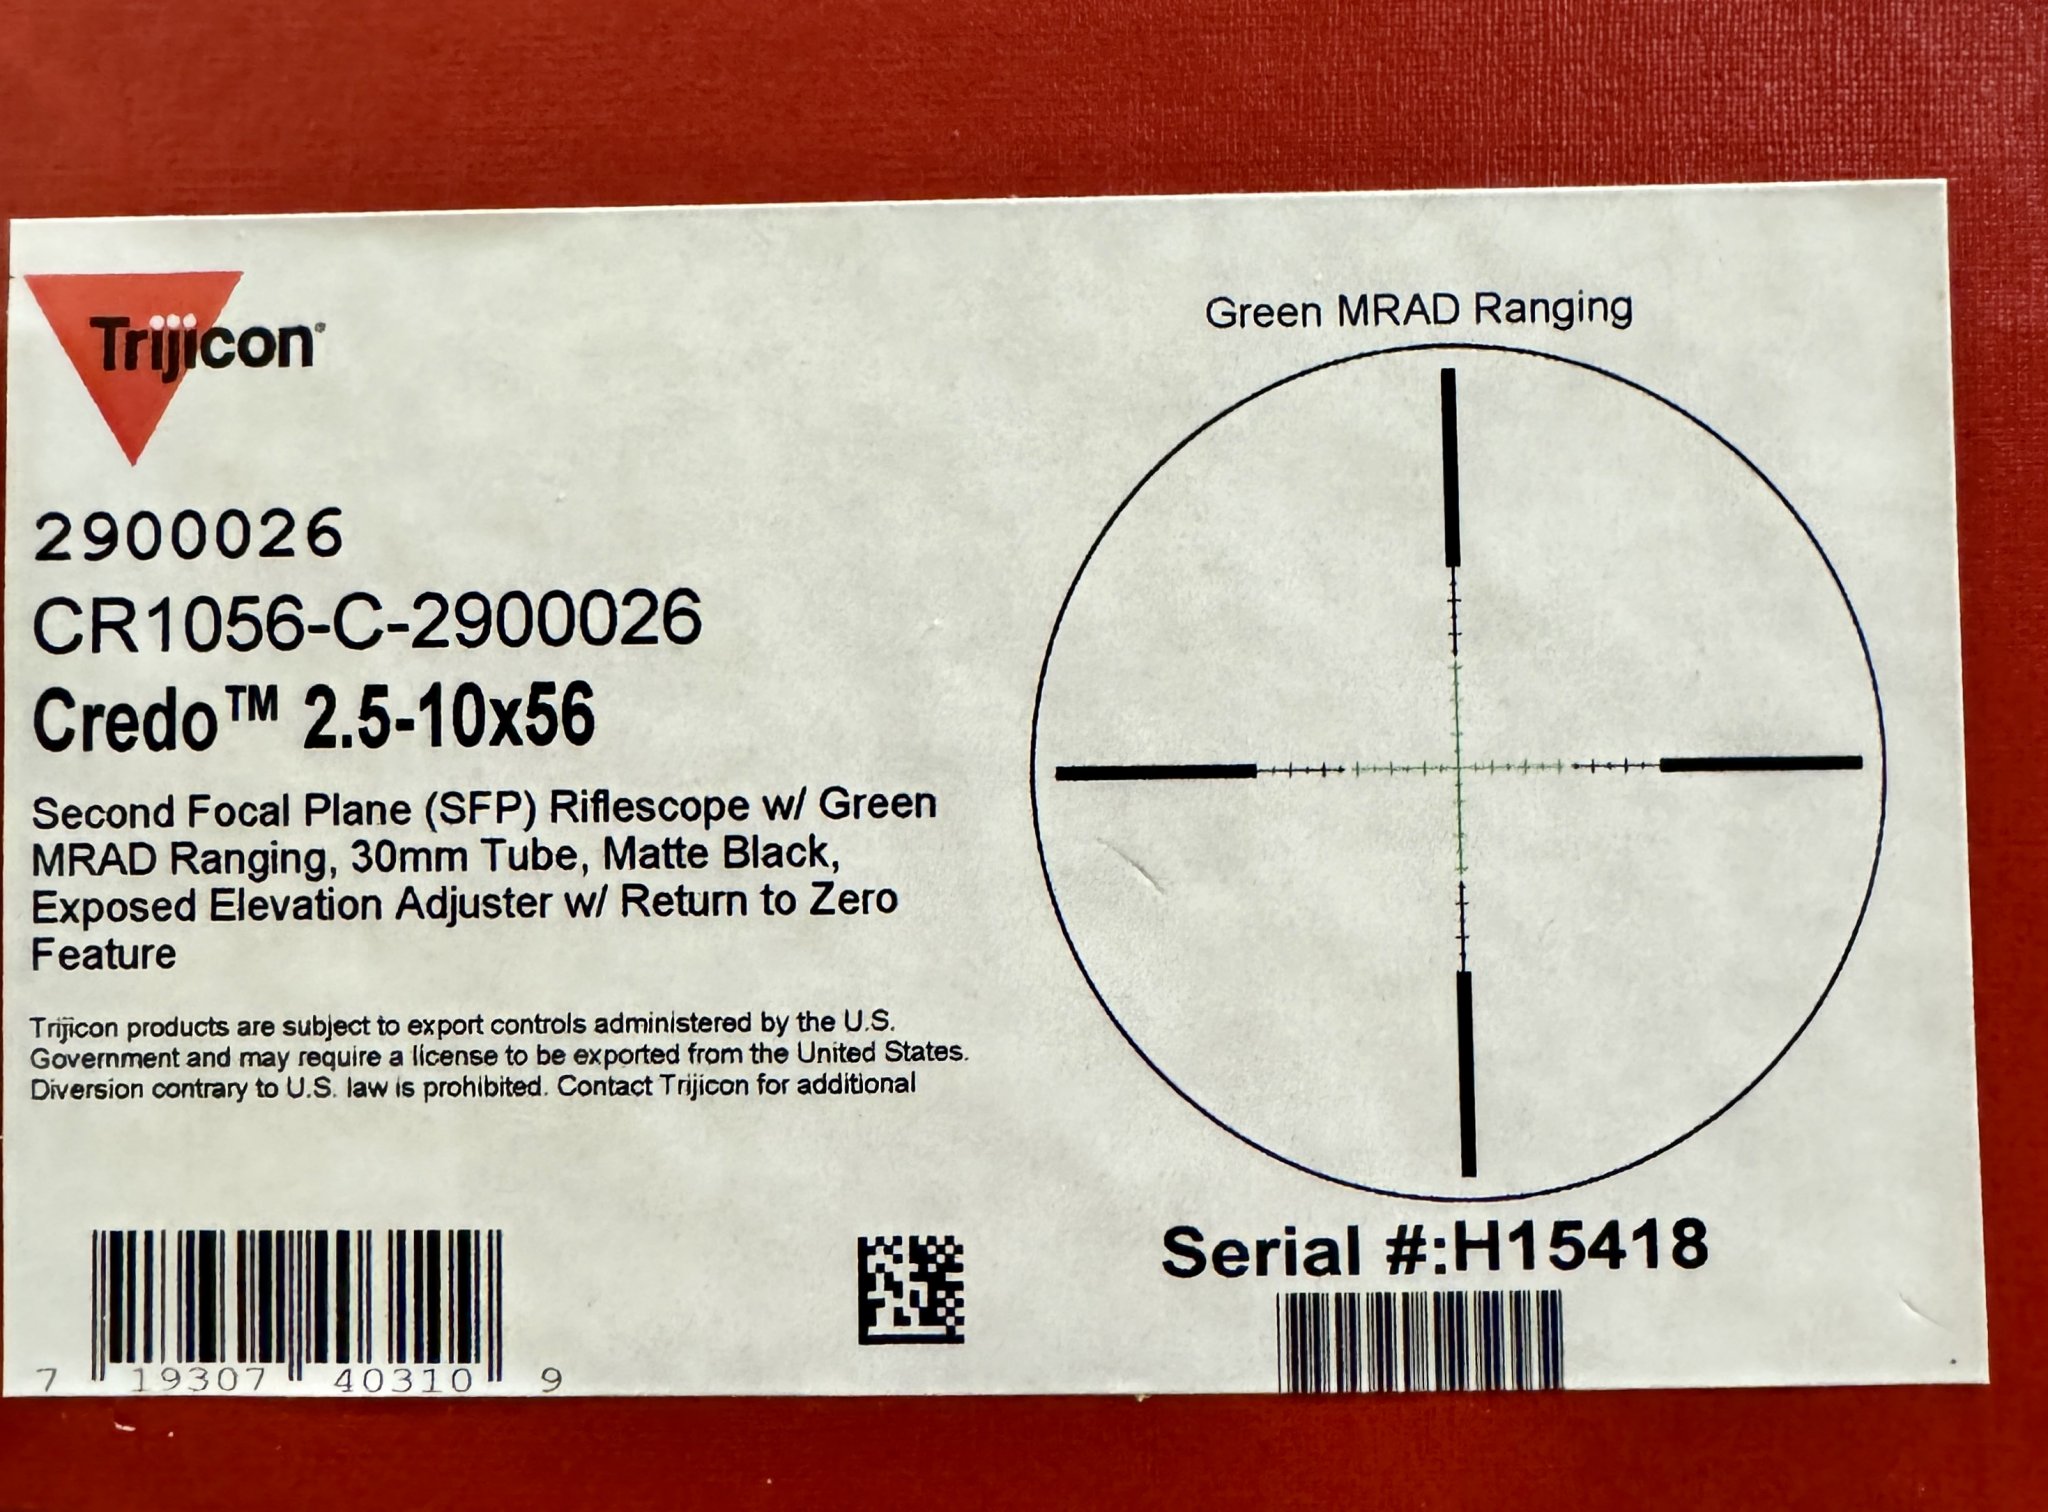 Trijicon®
2900026
CR1056-C-2900026
Credo™ 2.5-10x56
Second Focal Plane (SFP) Riflescope w/ Green
MRAD Ranging, 30mm Tube, Matte Black,
Exposed Elevation Adjuster w/ Return to Zero
Feature
Trijicon products are subject to export controls administered by the U.S.
Government and may require a license to be exported from the United States.
Diversion contrary to U.S. law is prohibited. Contact Trijicon for additional
7 19307 40310 9
Green MRAD Ranging
Serial #:H15418